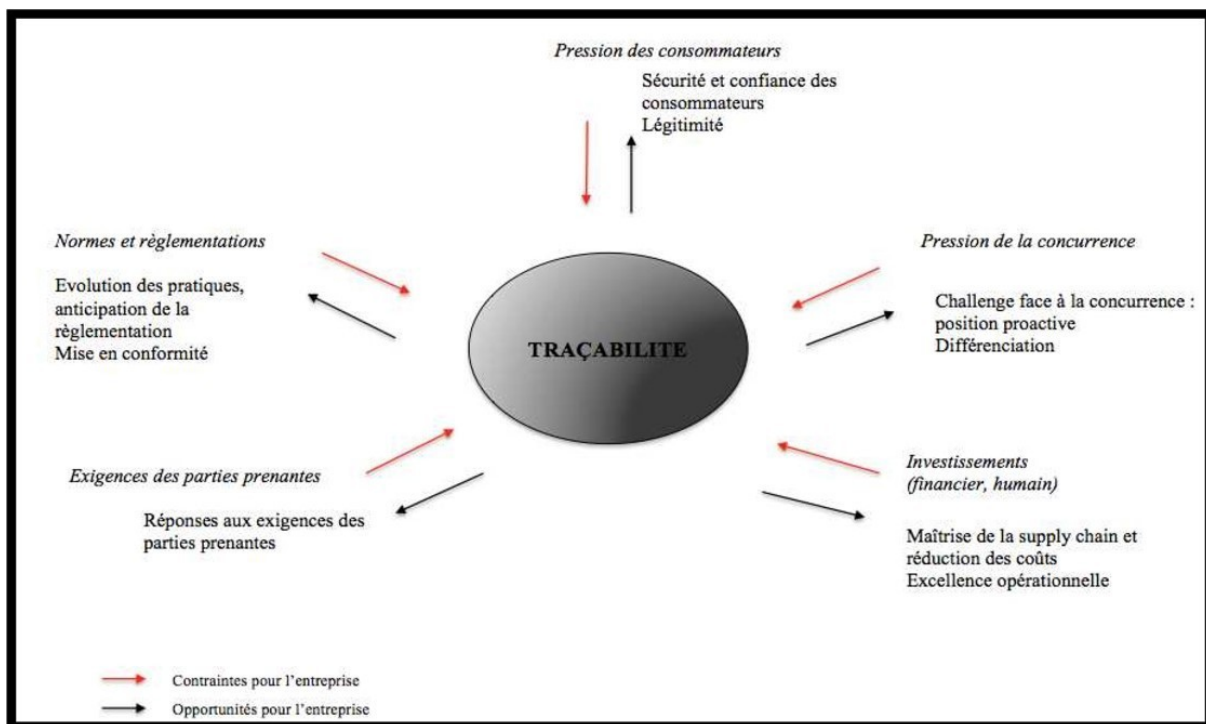 Pression des consommateurs
Sécurité et confiance des
consommateurs
Légitimité
Normes et règlementations
Evolution des pratiques,
anticipation de la
règlementation
Mise en conformité
Pression de la concurrence
Challenge face à la concurrence :
position proactive
Différenciation
TRAÇABILITE
Exigences des parties prenantes
Réponses aux exigences des
parties prenantes
Investissements
(financier, humain)
Maîtrise de la supply chain et
réduction des coûts
Excellence opérationnelle
Contraintes pour l'entreprise
Opportunités pour l'entreprise